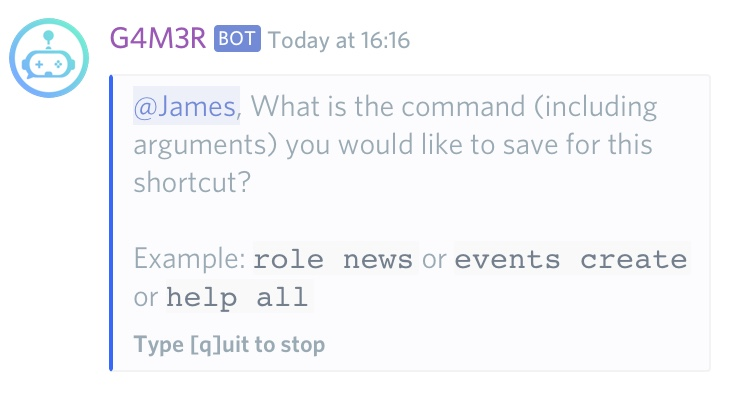 G4M3R BOT Today at 16:16
@James, What is the command (including
arguments) you would like to save for this
shortcut?
Example: role news or events create
or help all
Type [q]uit to stop